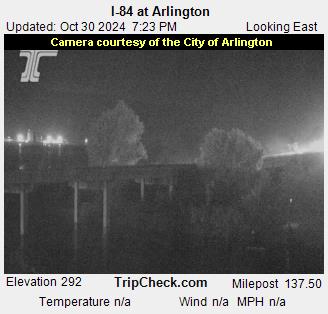 I-84 at Arlington
Updated: Oct 30 2024 7:23 PM Looking East
Camera courtesy of the City of Arlington
Elevation 292 TripCheck.com Milepost 137.50
Temperature n/a Wind n/a MPH n/a